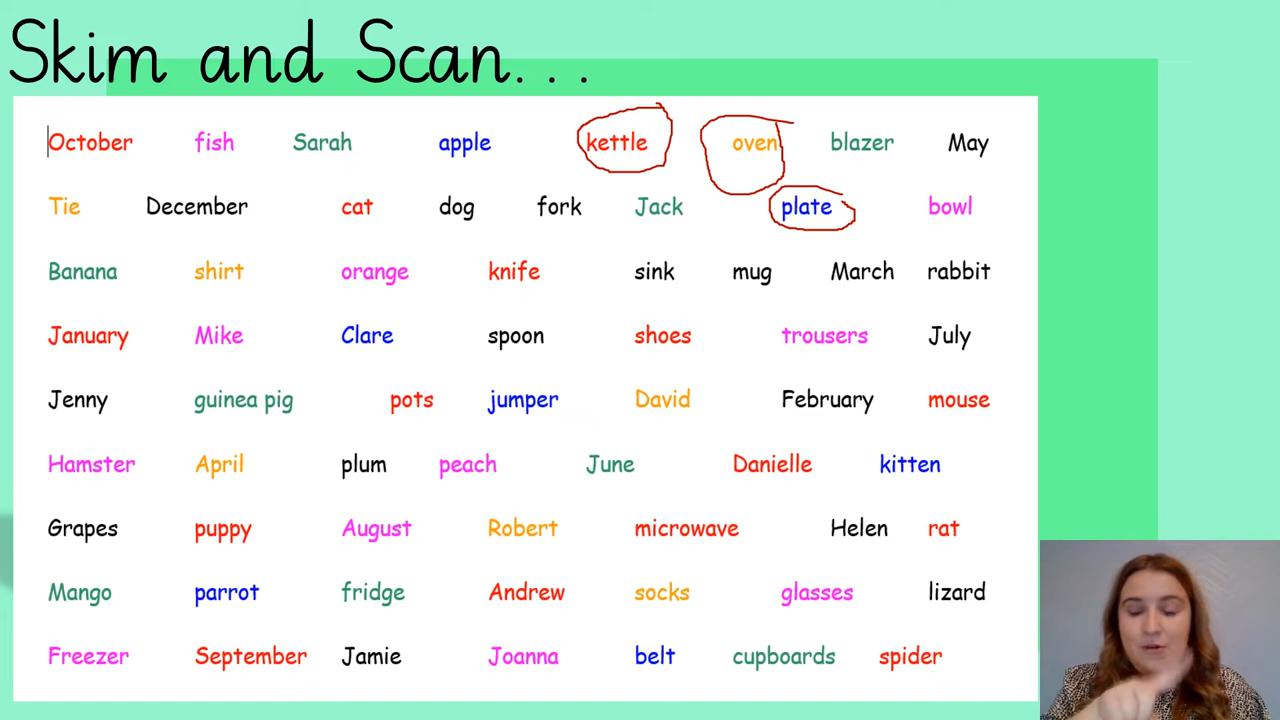 Skim and Scan...
October fish Sarah apple kettle oven blazer May
Tie December cat dog fork Jack plate bowl
Banana shirt orange knife sink mug March rabbit
January Mike Clare spoon shoes trousers July
Jenny guinea pig pots jumper David February mouse
Hamster April plum peach June Danielle kitten
Grapes puppy August Robert microwave Helen rat
Mango parrot fridge Andrew socks glasses lizard
Freezer September Jamie Joanna belt cupboards spider